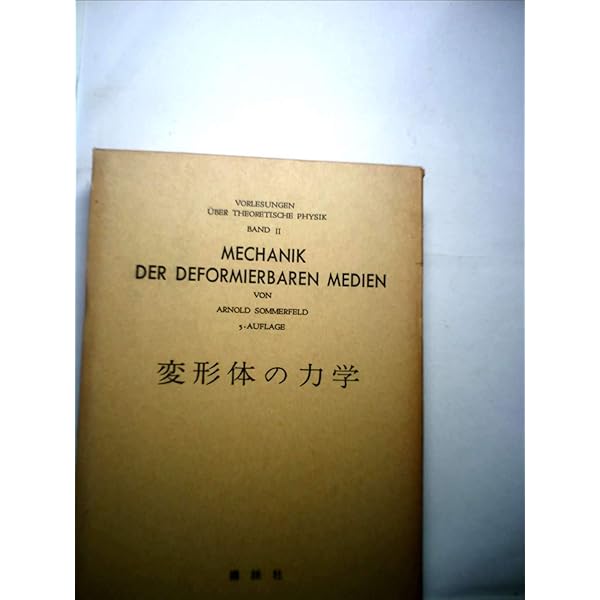 VORLESUNGEN
ÜBER THEORETISCHE PHYSIK
BAND II
MECHANIK
DER DEFORMIERBAREN MEDIEN
VON
ARNOLD SOMMERFELD
5-AUFLAGE
変形体の力学
講談社